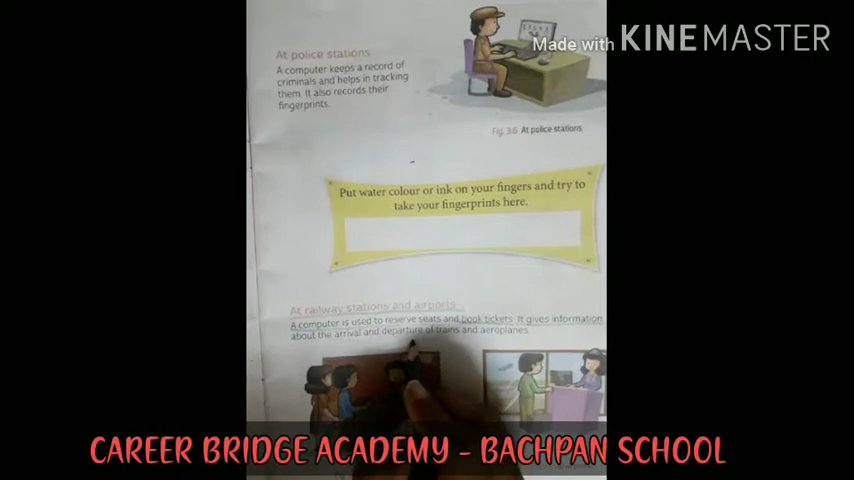 Made with KINEMASTER
At police stations
A computer keeps a record of
criminals and helps in tracking
them. It also records their
fingerprints.
Fig. 3.6 At police stations
Put water colour or ink on your fingers and try to
take your fingerprints here.
At railway stations and airports
A computer is used to reserve seats and book tickets. It gives information
about the arrival and departure of trains and aeroplanes.
CAREER BRIDGE ACADEMY - BACHPAN SCHOOL